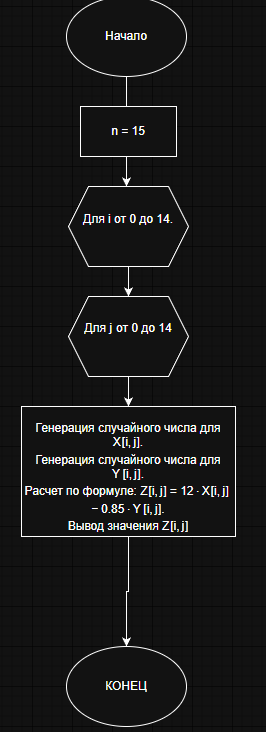 Начало
n = 15
Для i от 0 до 14.
Для j от 0 до 14
Генерация случайного числа для
X[i, j].
Генерация случайного числа для
Y [i, j].
Расчет по формуле: Z[i, j] = 12 · X[i, j]
− 0.85 · Y [i, j].
Вывод значения Z[i, j]
КОНЕЦ